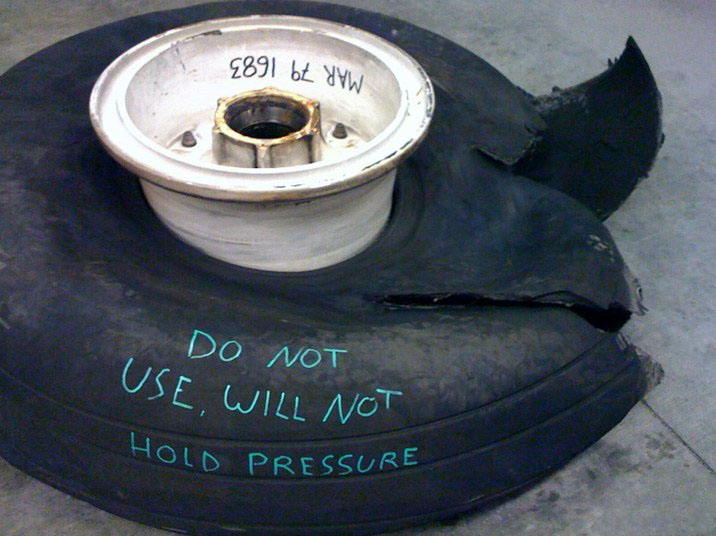 MAR 79 1683
DO NOT
USE, WILL NOT
HOLD PRESSURE